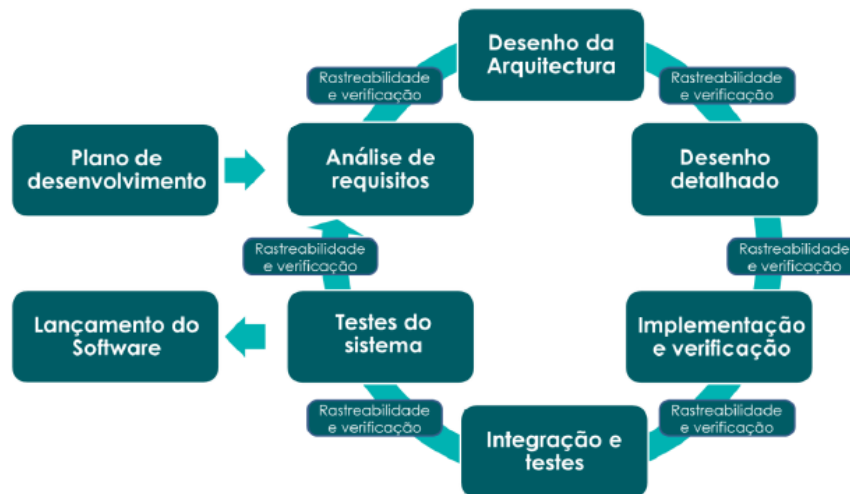 Desenho da
Arquitectura
Rastreabilidade
e verificação
Rastreabilidade
e verificação
Plano de
desenvolvimento
Análise de
requisitos
Desenho
detalhado
Rastreabilidade
e verificação
Rastreabilidade
e verificação
Lançamento do
Software
Testes do
sistema
Implementação
e verificação
Rastreabilidade
e verificação
Rastreabilidade
e verificação
Integração e
testes